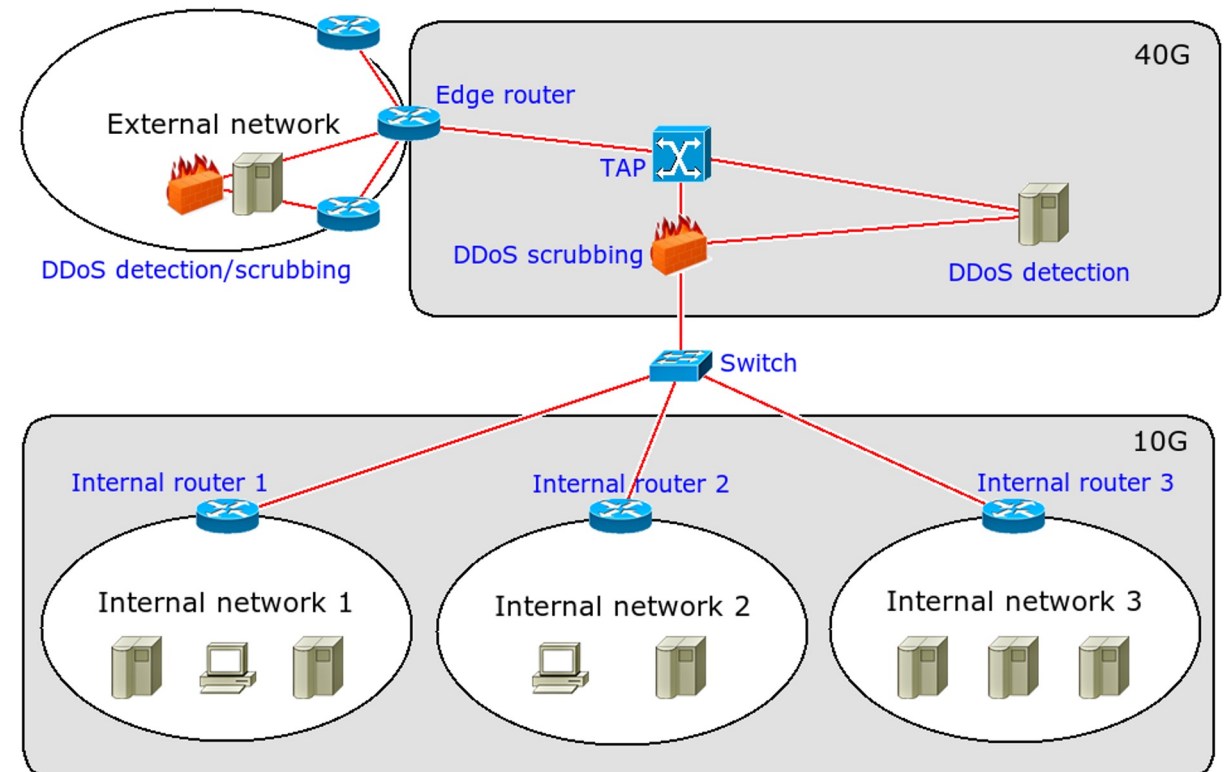 40G
Edge router
External network
TAP
DDoS scrubbing
DDoS detection/scrubbing
DDoS detection
Switch
10G
Internal router 1
Internal router 2
Internal router 3
Internal network 1
Internal network 2
Internal network 3